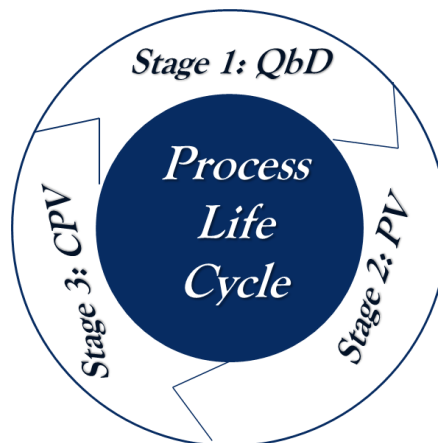 Stage 1: QbD
Process
Life
Cycle
Stage 2: PV
Stage 3: CPV